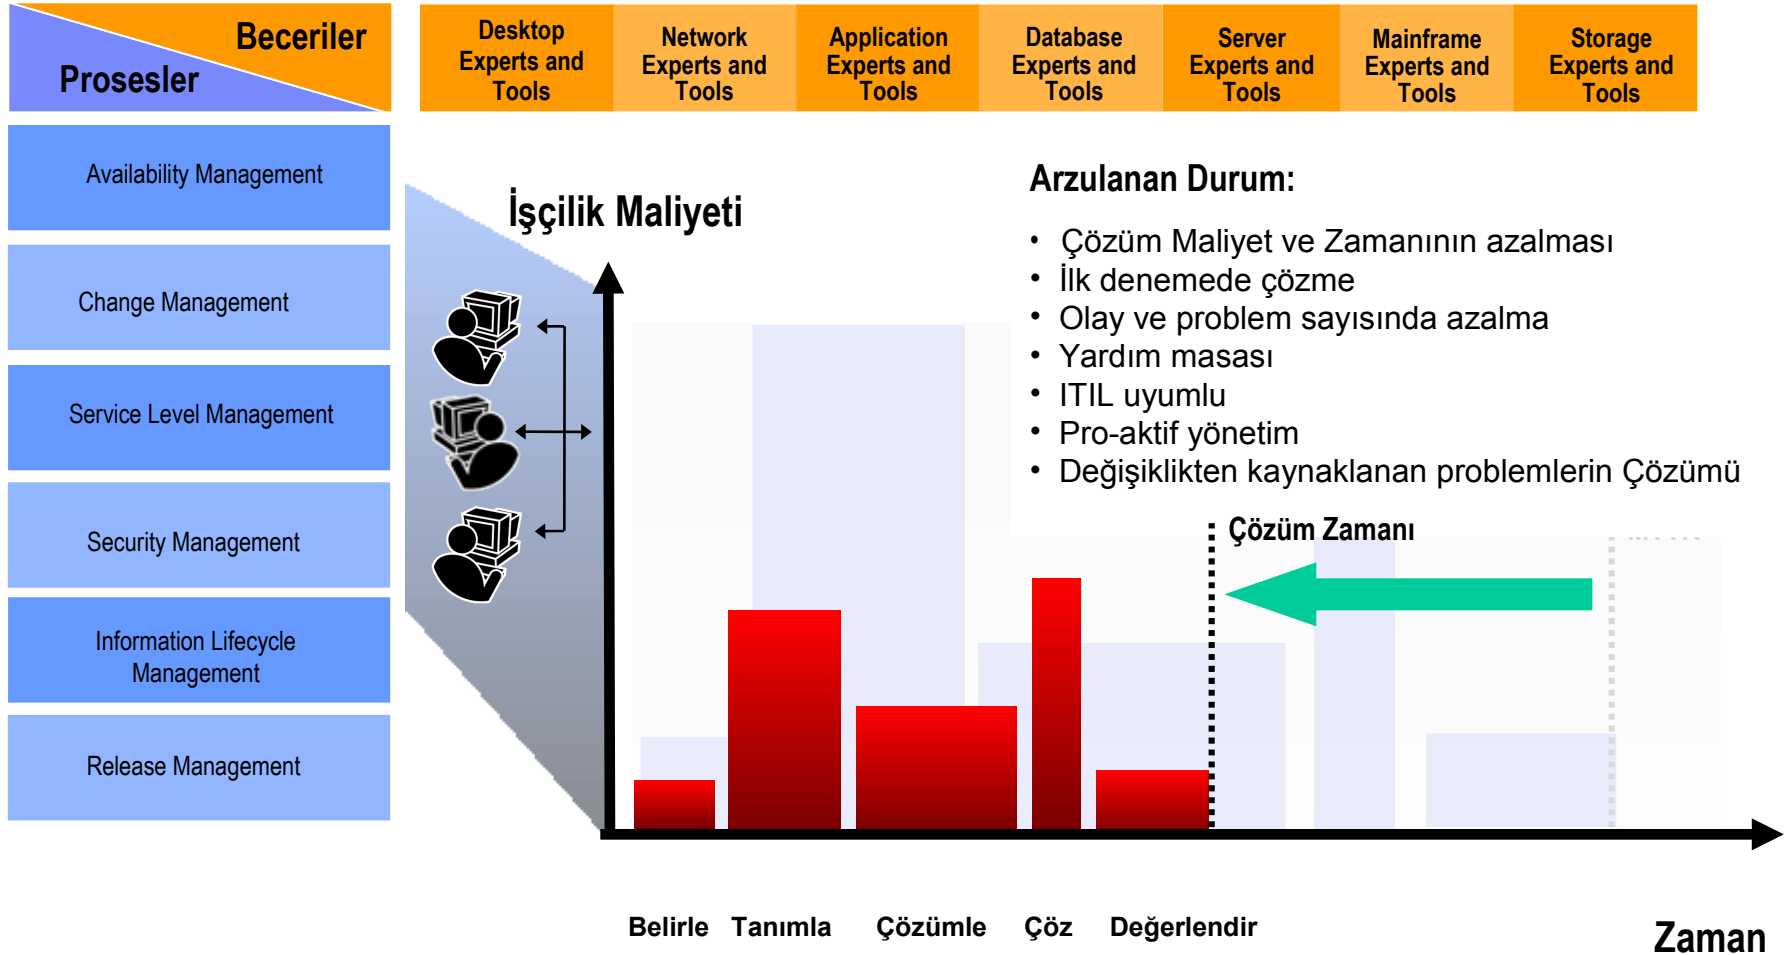 Beceriler
Prosesler
Desktop
Experts and
Tools
Network
Experts and
Tools
Application
Experts and
Tools
Database
Experts and
Tools
Server
Experts and
Tools
Mainframe
Experts and
Tools
Storage
Experts and
Tools
Availability Management
Change Management
Service Level Management
Security Management
Information Lifecycle
Management
Release Management
İşçilik Maliyeti
Arzulanan Durum:
• Çözüm Maliyet ve Zamanının azalması
• İlk denemede çözme
• Olay ve problem sayısında azalma
• Yardım masası
• ITIL uyumlu
• Pro-aktif yönetim
• Değişiklikten kaynaklanan problemlerin Çözümü
Çözüm Zamanı
Belirle Tanımla Çözümle Çöz Değerlendir
Zaman